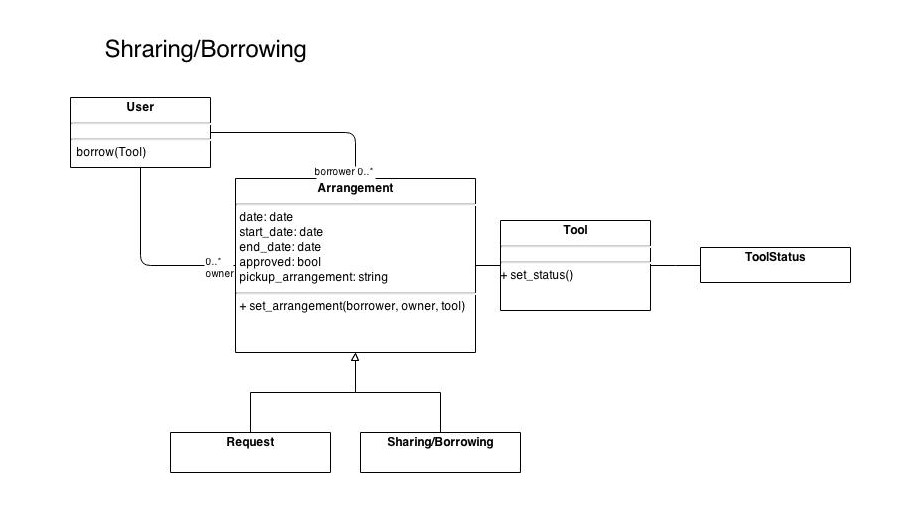 Shraring/Borrowing
User
borrow(Tool)
borrower 0..*
Arrangement
date: date
start_date: date
end_date: date
approved: bool
pickup_arrangement: string
+ set_arrangement(borrower, owner, tool)
0..*
owner
Tool
+ set_status()
ToolStatus
Request
Sharing/Borrowing